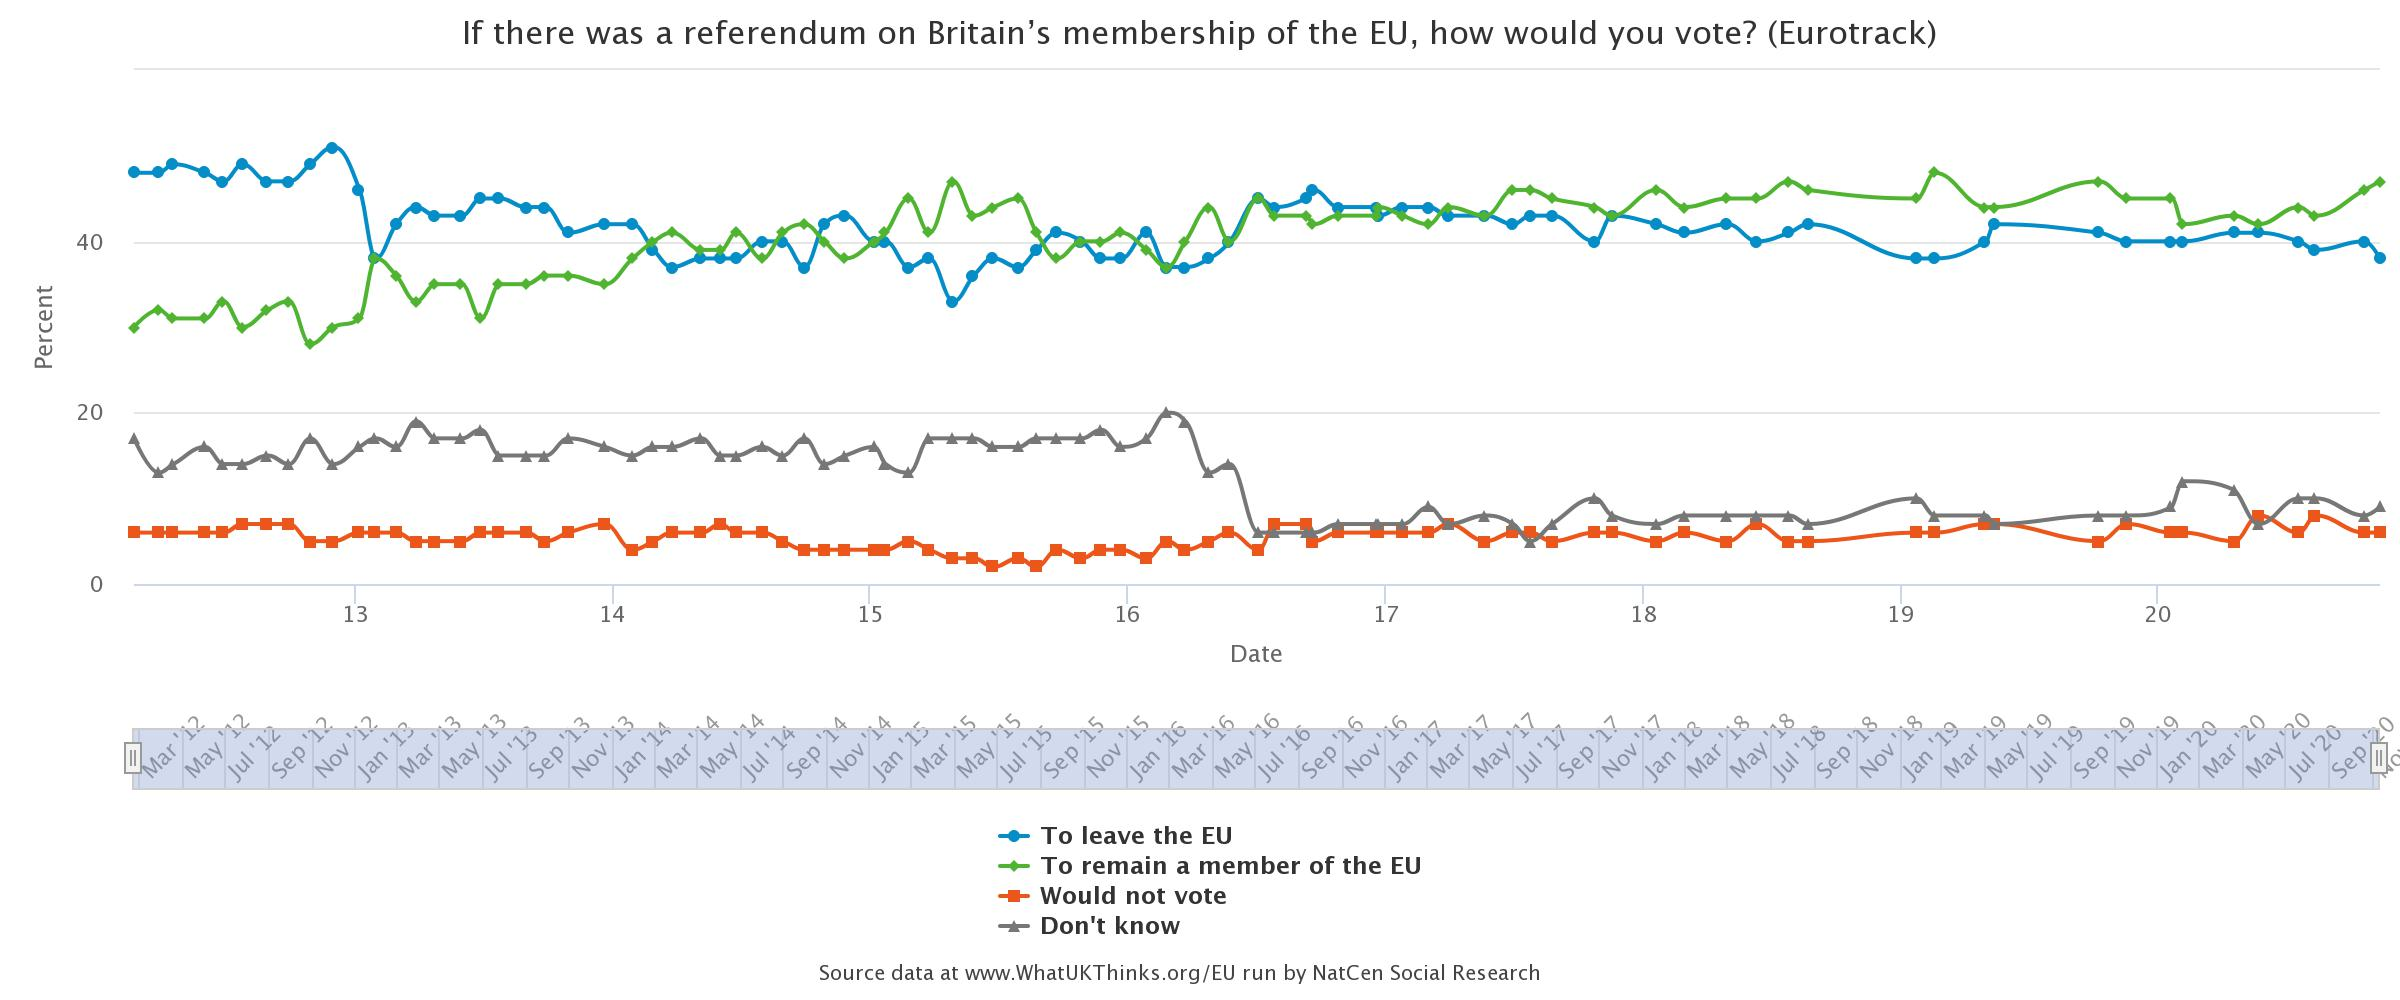 If there was a referendum on Britain’s membership of the EU, how would you vote? (Eurotrack)
Percent
40
20
0
13 14 15 16 17 18 19 20
Date
Mar '12 May '12 Jul '12 Sep '12 Nov '12 Jan '13 Mar '13 May '13 Jul '13 Sep '13 Nov '13 Jan '14 Mar '14 May '14 Jul '14 Sep '14 Nov '14 Jan '15 Mar '15 May '15 Jul '15 Sep '15 Nov '15 Jan '16 Mar '16 May '16 Jul '16 Sep '16 Nov '16 Jan '17 Mar '17 May '17 Jul '17 Sep '17 Nov '17 Jan '18 Mar '18 May '18 Jul '18 Sep '18 Nov '18 Jan '19 Mar '19 May '19 Jul '19 Sep '19 Nov '19 Jan '20 Mar '20 May '20 Jul '20 Sep '20
To leave the EU
To remain a member of the EU
Would not vote
Don't know
Source data at www.WhatUKThinks.org/EU run by NatCen Social Research